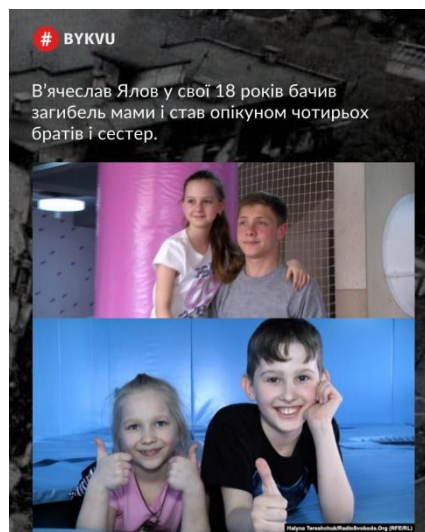 # BYKVU
В'ячеслав Ялов у свої 18 років бачив
загибель мами і став опікуном чотирьох
братів і сестер.
Halyna Tereshchuk/RadioSvoboda.Org (RFE/RL)